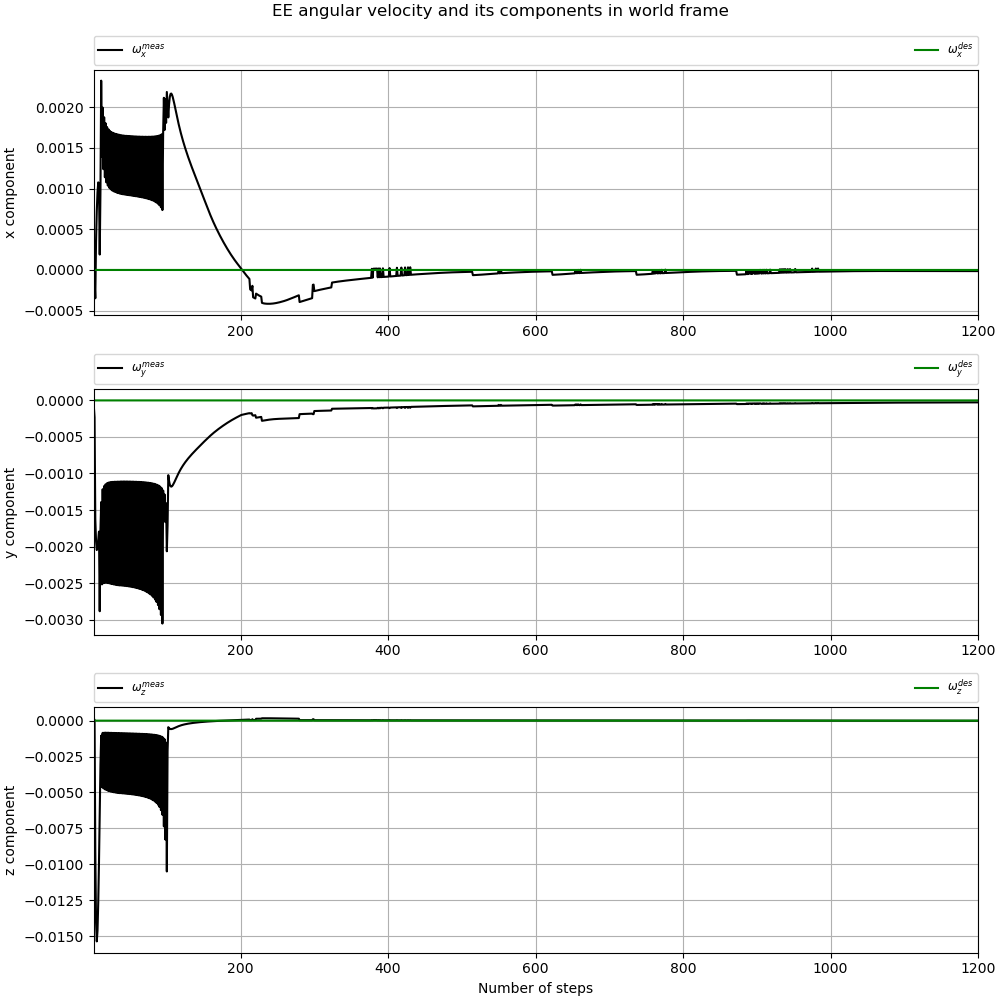 EE angular velocity and its components in world frame
ω_x^meas ω_x^des
0.0020
0.0015
0.0010
0.0005
0.0000
−0.0005
x component
200 400 600 800 1000 1200
ω_y^meas ω_y^des
0.0000
−0.0005
−0.0010
−0.0015
−0.0020
−0.0025
−0.0030
y component
200 400 600 800 1000 1200
ω_z^meas ω_z^des
0.0000
−0.0025
−0.0050
−0.0075
−0.0100
−0.0125
−0.0150
z component
200 400 600 800 1000 1200
Number of steps